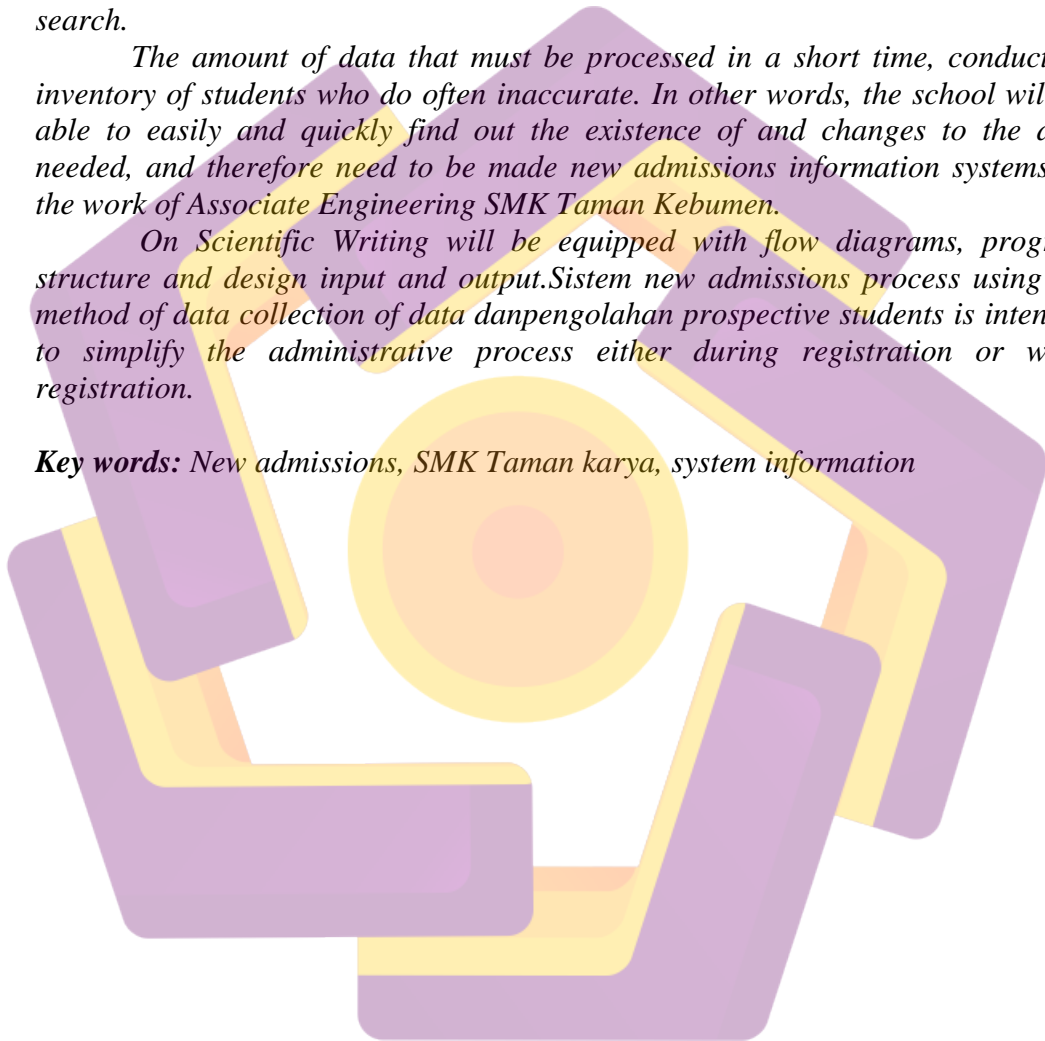 search.
The amount of data that must be processed in a short time, conduct
inventory of students who do often inaccurate. In other words, the school wil
able to easily and quickly find out the existence of and changes to the
needed, and therefore need to be made new admissions information systems
the work of Associate Engineering SMK Taman Kebumen.
On Scientific Writing will be equipped with flow diagrams, prog
structure and design input and output.Sistem new admissions process using
method of data collection of data danpengolahan prospective students is inten
to simplify the administrative process either during registration or w
registration.
Key words: New admissions, SMK Taman karya, system information